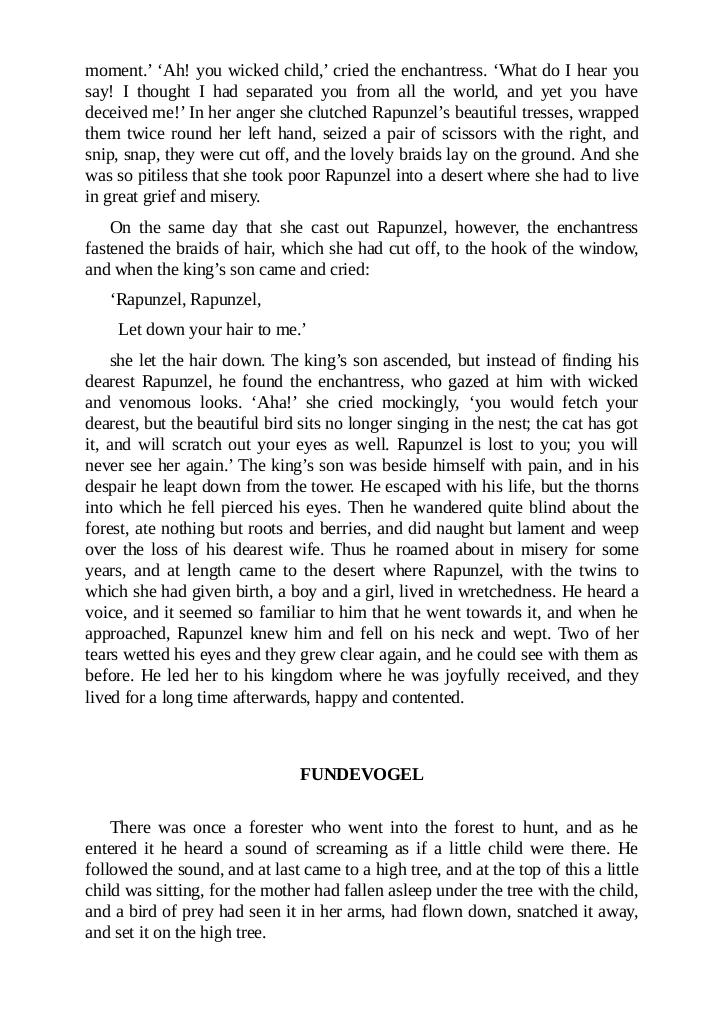 moment.’ ‘Ah! you wicked child,’ cried the enchantress. ‘What do I hear you
say! I thought I had separated you from all the world, and yet you have
deceived me!’ In her anger she clutched Rapunzel’s beautiful tresses, wrapped
them twice round her left hand, seized a pair of scissors with the right, and
snip, snap, they were cut off, and the lovely braids lay on the ground. And she
was so pitiless that she took poor Rapunzel into a desert where she had to live
in great grief and misery.
On the same day that she cast out Rapunzel, however, the enchantress
fastened the braids of hair, which she had cut off, to the hook of the window,
and when the king’s son came and cried:
‘Rapunzel, Rapunzel,
Let down your hair to me.’
she let the hair down. The king’s son ascended, but instead of finding his
dearest Rapunzel, he found the enchantress, who gazed at him with wicked
and venomous looks. ‘Aha!’ she cried mockingly, ‘you would fetch your
dearest, but the beautiful bird sits no longer singing in the nest; the cat has got
it, and will scratch out your eyes as well. Rapunzel is lost to you; you will
never see her again.’ The king’s son was beside himself with pain, and in his
despair he leapt down from the tower. He escaped with his life, but the thorns
into which he fell pierced his eyes. Then he wandered quite blind about the
forest, ate nothing but roots and berries, and did naught but lament and weep
over the loss of his dearest wife. Thus he roamed about in misery for some
years, and at length came to the desert where Rapunzel, with the twins to
which she had given birth, a boy and a girl, lived in wretchedness. He heard a
voice, and it seemed so familiar to him that he went towards it, and when he
approached, Rapunzel knew him and fell on his neck and wept. Two of her
tears wetted his eyes and they grew clear again, and he could see with them as
before. He led her to his kingdom where he was joyfully received, and they
lived for a long time afterwards, happy and contented.
FUNDEVOGEL
There was once a forester who went into the forest to hunt, and as he
entered it he heard a sound of screaming as if a little child were there. He
followed the sound, and at last came to a high tree, and at the top of this a little
child was sitting, for the mother had fallen asleep under the tree with the child,
and a bird of prey had seen it in her arms, had flown down, snatched it away,
and set it on the high tree.